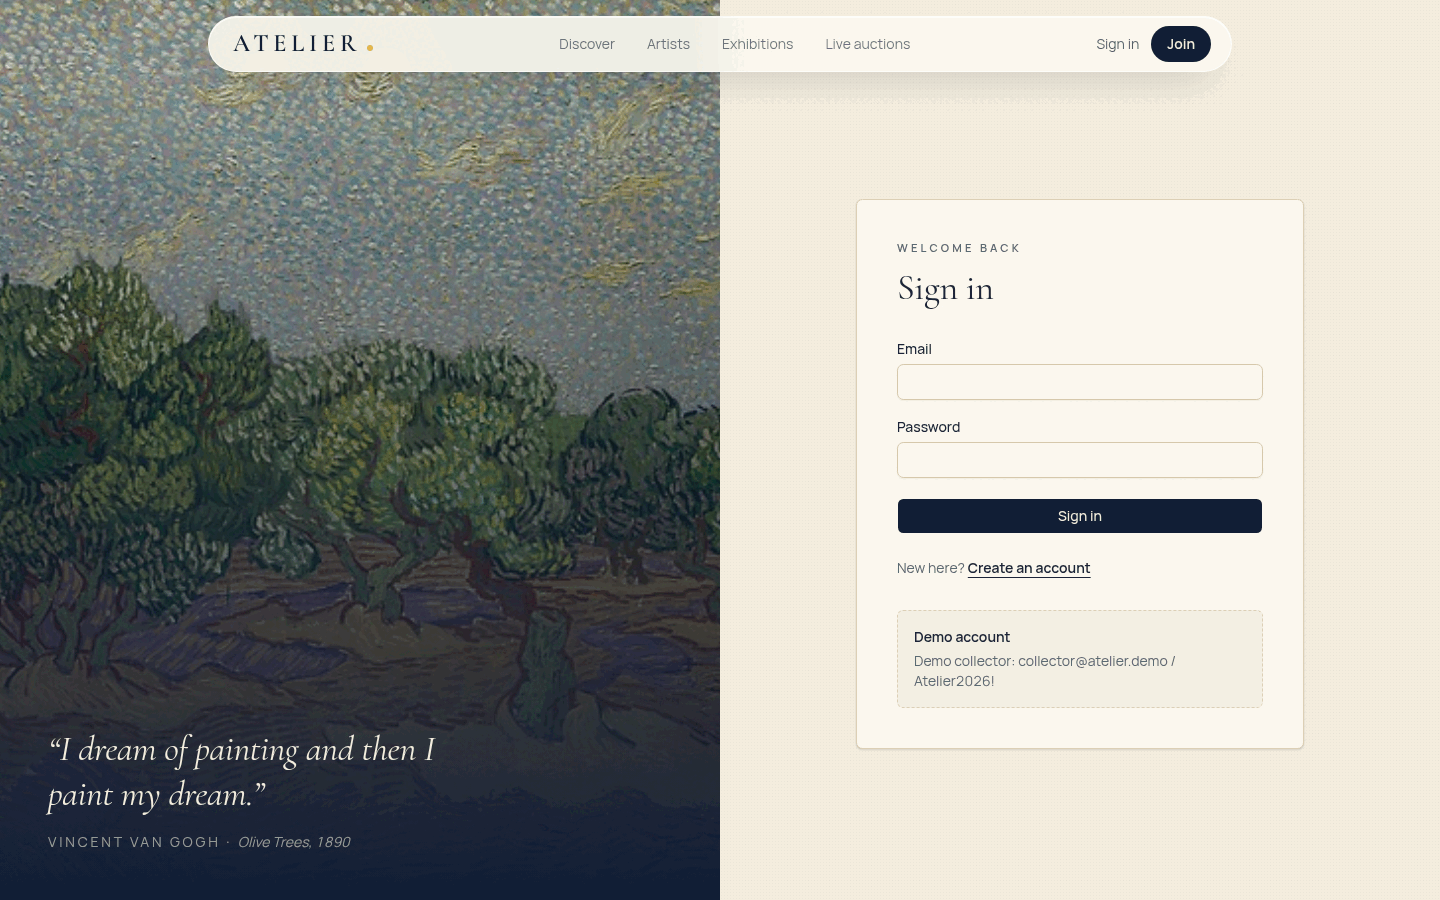 ATELIER
Discover Artists Exhibitions Live auctions Sign in Join
WELCOME BACK
Sign in
Email
Password
Sign in
New here? Create an account
Demo account
Demo collector: collector@atelier.demo /
Atelier2026!
“I dream of painting and then I
paint my dream.”
VINCENT VAN GOGH · Olive Trees, 1890